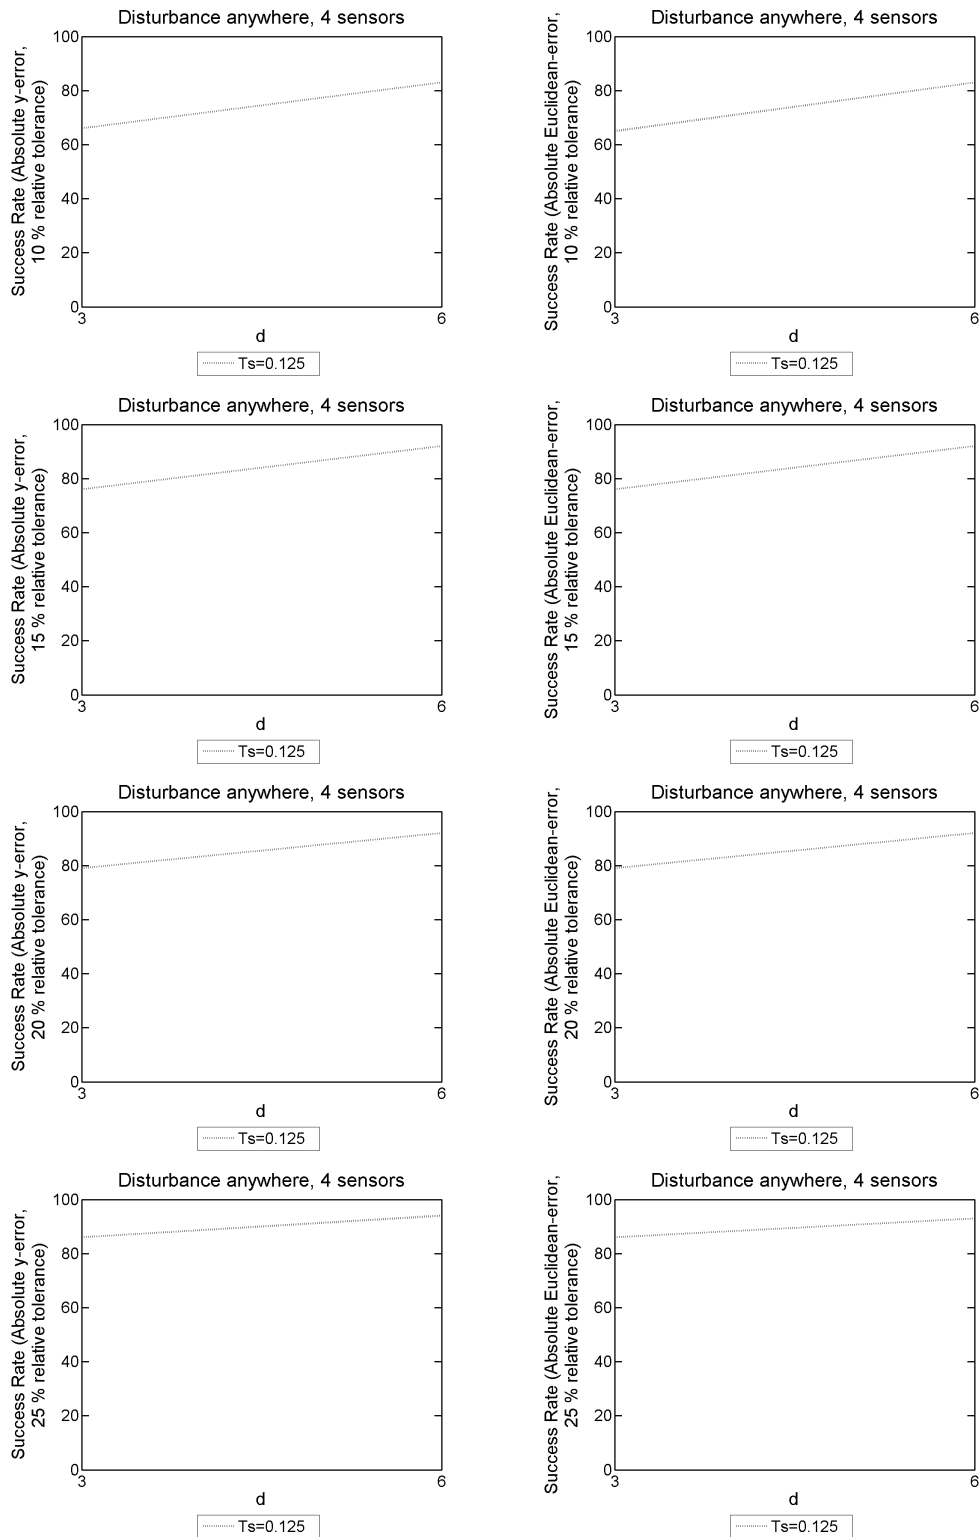 Disturbance anywhere, 4 sensors
Success Rate (Absolute y-error,
10 % relative tolerance)
100
80
60
40
20
0
3
6
d
Ts=0.125
Disturbance anywhere, 4 sensors
Success Rate (Absolute Euclidean-error,
10 % relative tolerance)
100
80
60
40
20
0
3
6
d
Ts=0.125
Disturbance anywhere, 4 sensors
Success Rate (Absolute y-error,
15 % relative tolerance)
100
80
60
40
20
0
3
6
d
Ts=0.125
Disturbance anywhere, 4 sensors
Success Rate (Absolute Euclidean-error,
15 % relative tolerance)
100
80
60
40
20
0
3
6
d
Ts=0.125
Disturbance anywhere, 4 sensors
Success Rate (Absolute y-error,
20 % relative tolerance)
100
80
60
40
20
0
3
6
d
Ts=0.125
Disturbance anywhere, 4 sensors
Success Rate (Absolute Euclidean-error,
20 % relative tolerance)
100
80
60
40
20
0
3
6
d
Ts=0.125
Disturbance anywhere, 4 sensors
Success Rate (Absolute y-error,
25 % relative tolerance)
100
80
60
40
20
0
3
6
d
Ts=0.125
Disturbance anywhere, 4 sensors
Success Rate (Absolute Euclidean-error,
25 % relative tolerance)
100
80
60
40
20
0
3
6
d
Ts=0.125